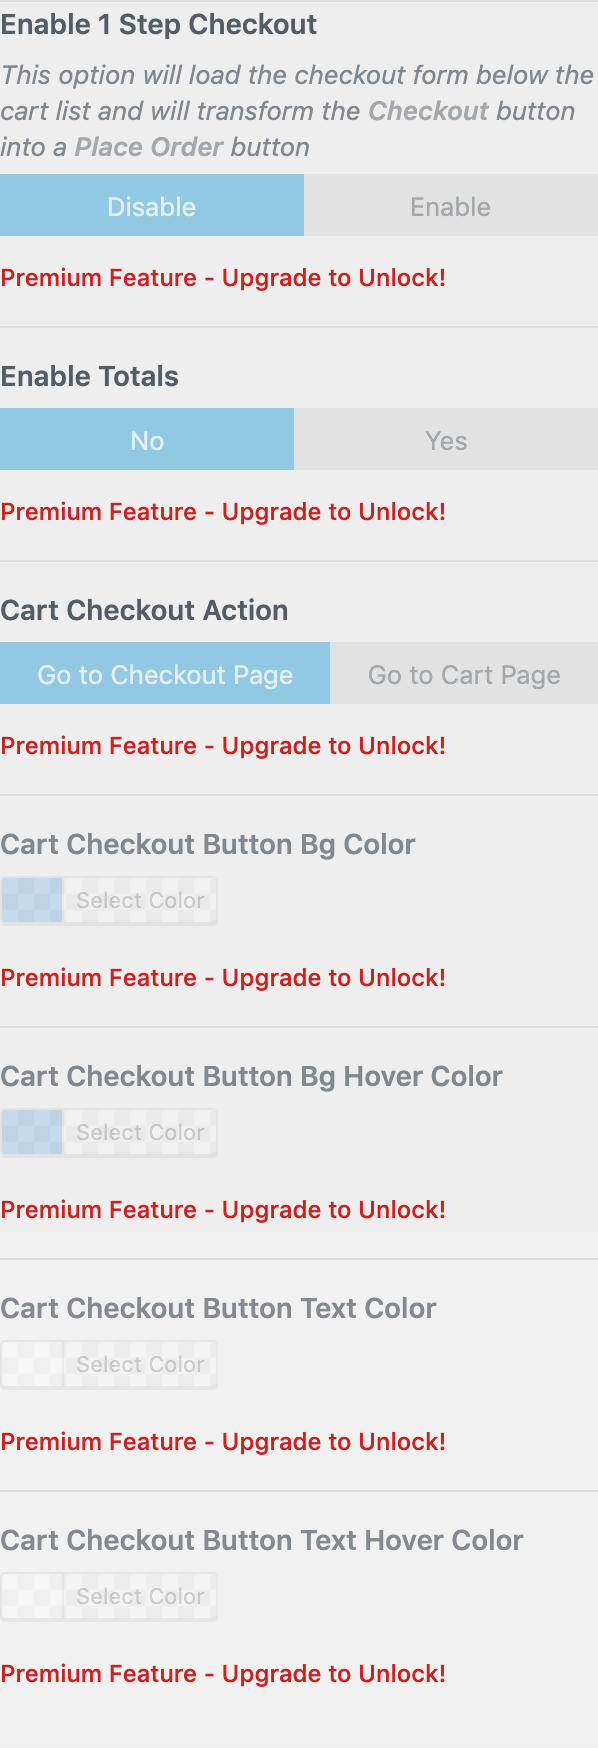 Enable 1 Step Checkout
This option will load the checkout form below the
cart list and will transform the Checkout button
into a Place Order button
Disable Enable
Premium Feature - Upgrade to Unlock!
Enable Totals
No Yes
Premium Feature - Upgrade to Unlock!
Cart Checkout Action
Go to Checkout Page Go to Cart Page
Premium Feature - Upgrade to Unlock!
Cart Checkout Button Bg Color
Select Color
Premium Feature - Upgrade to Unlock!
Cart Checkout Button Bg Hover Color
Select Color
Premium Feature - Upgrade to Unlock!
Cart Checkout Button Text Color
Select Color
Premium Feature - Upgrade to Unlock!
Cart Checkout Button Text Hover Color
Select Color
Premium Feature - Upgrade to Unlock!